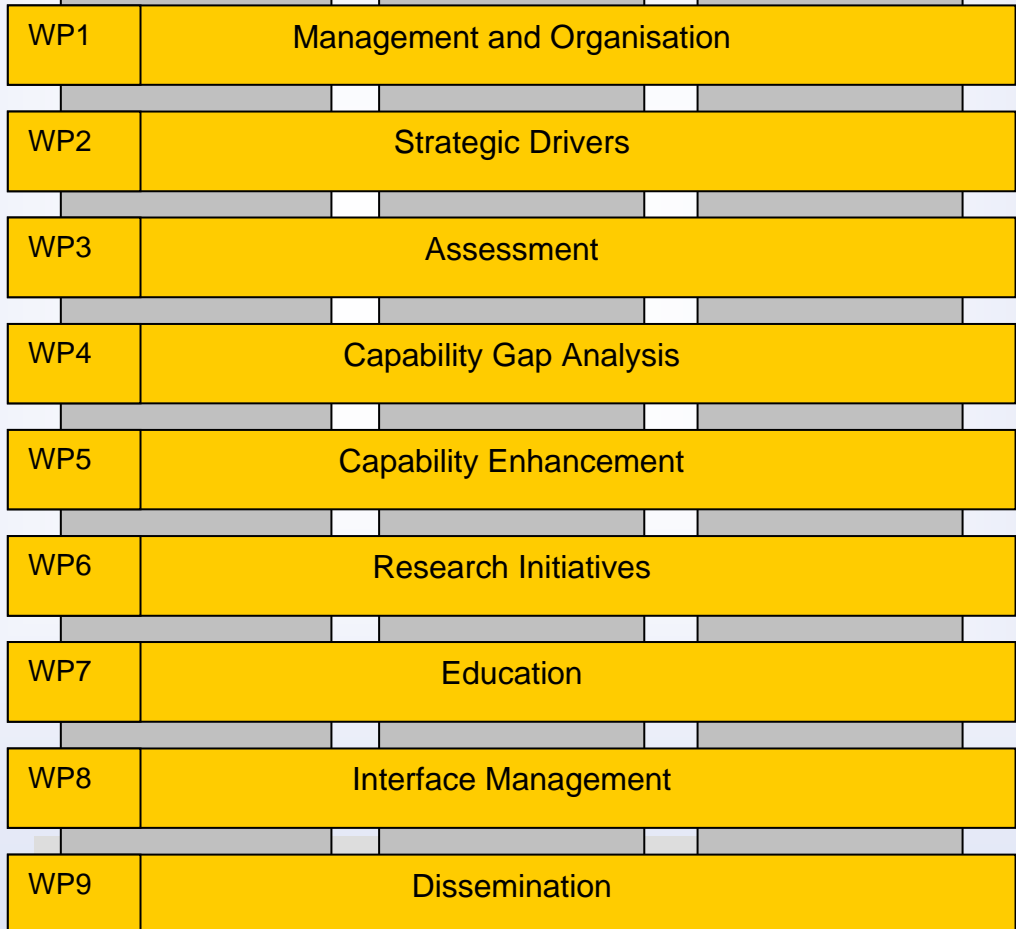 WP1 Management and Organisation
WP2 Strategic Drivers
WP3 Assessment
WP4 Capability Gap Analysis
WP5 Capability Enhancement
WP6 Research Initiatives
WP7 Education
WP8 Interface Management
WP9 Dissemination